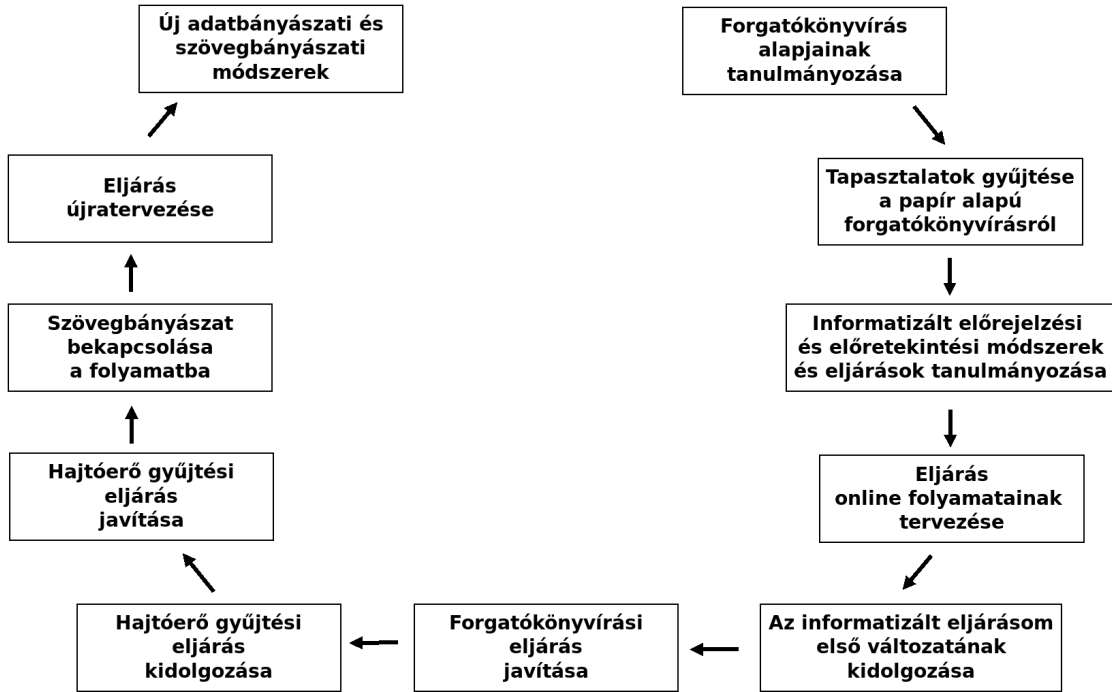 Új adatbányászati és
szövegbányászati
módszerek
Forgatókönyvírás
alapjainak
tanulmányozása
Eljárás
újratervezése
Tapasztalatok gyűjtése
a papír alapú
forgatókönyvírásról
Szövegbányászat
bekapcsolása
a folyamatba
Informatizált előrejelzési
és előretekintési módszerek
és eljárások tanulmányozása
Hajtóerő gyűjtési
eljárás
javítása
Eljárás
online folyamatainak
tervezése
Hajtóerő gyűjtési
eljárás
kidolgozása
Forgatókönyvírási
eljárás
javítása
Az informatizált eljárásom
első változatának
kidolgozása